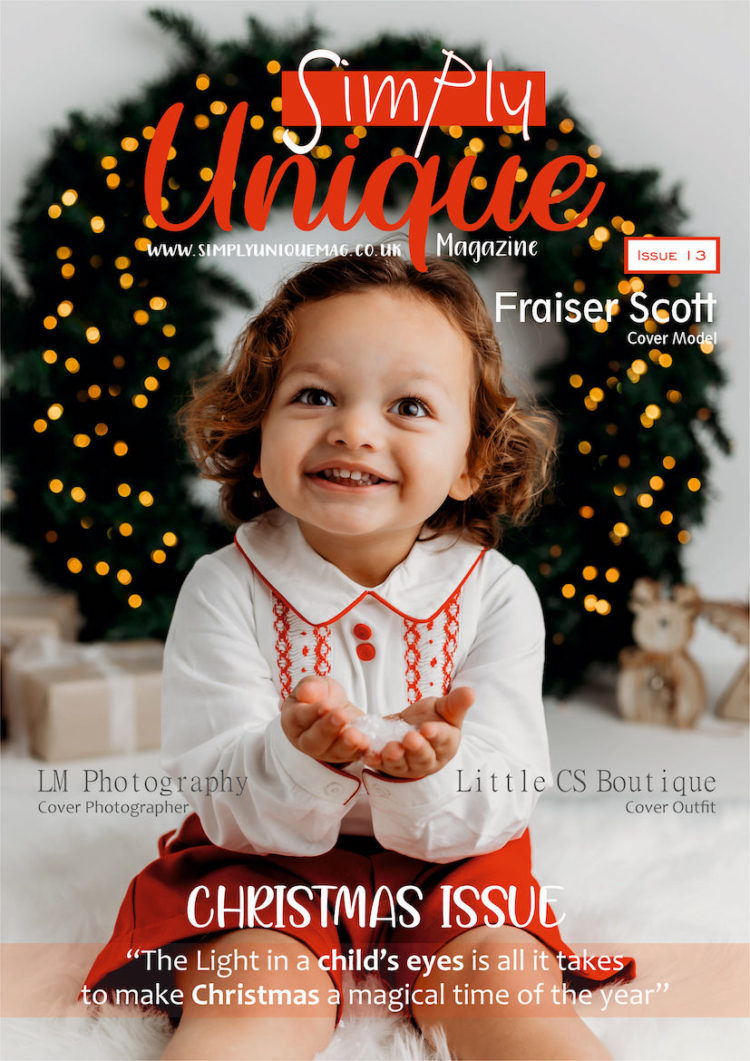 Simply
Unique
www.simplyuniquemag.co.uk Magazine
Issue 13
Fraiser Scott
Cover Model
LM Photography
Cover Photographer
Little CS Boutique
Cover Outfit
CHRISTMAS ISSUE
“The Light in a child’s eyes is all it takes
to make Christmas a magical time of the year”